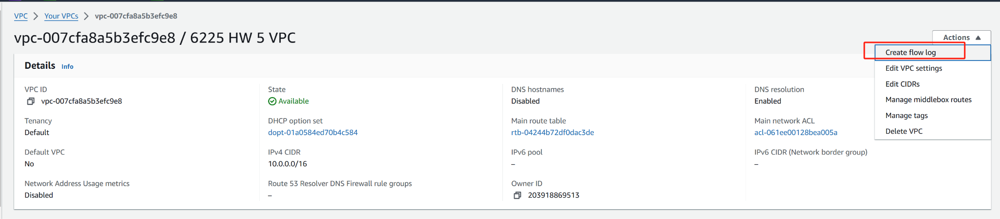 VPC > Your VPCs > vpc-007cfa8a5b3efc9e8
vpc-007cfa8a5b3efc9e8 / 6225 HW 5 VPC
Actions
Create flow log
Edit VPC settings
Edit CIDRs
Manage middlebox routes
Manage tags
Delete VPC
Details Info
VPC ID
vpc-007cfa8a5b3efc9e8
State
Available
DNS hostnames
Disabled
DNS resolution
Enabled
Tenancy
Default
DHCP option set
dopt-01a0584ed70b4c584
Main route table
rtb-04244b72df0dac3de
Main network ACL
acl-061ee00128bea005a
Default VPC
No
IPv4 CIDR
10.0.0.0/16
IPv6 pool
–
IPv6 CIDR (Network border group)
–
Network Address Usage metrics
Disabled
Route 53 Resolver DNS Firewall rule groups
–
Owner ID
203918869513